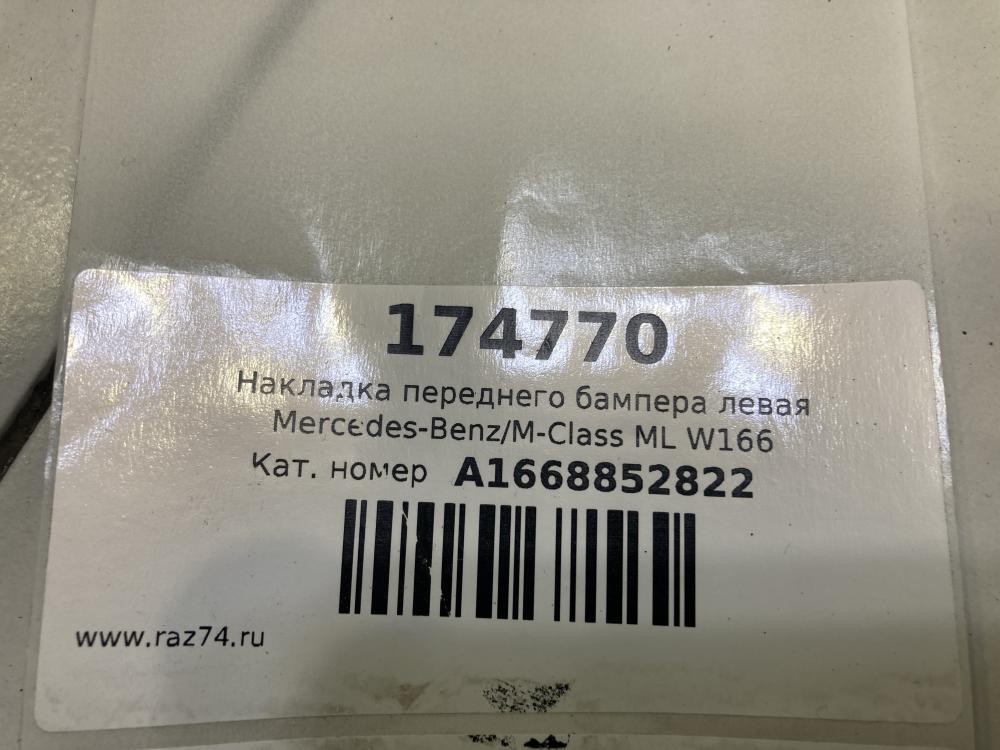 174770
Накладка переднего бампера левая
Mercedes-Benz/M-Class ML W166
Кат. номер A1668852822
www.raz74.ru